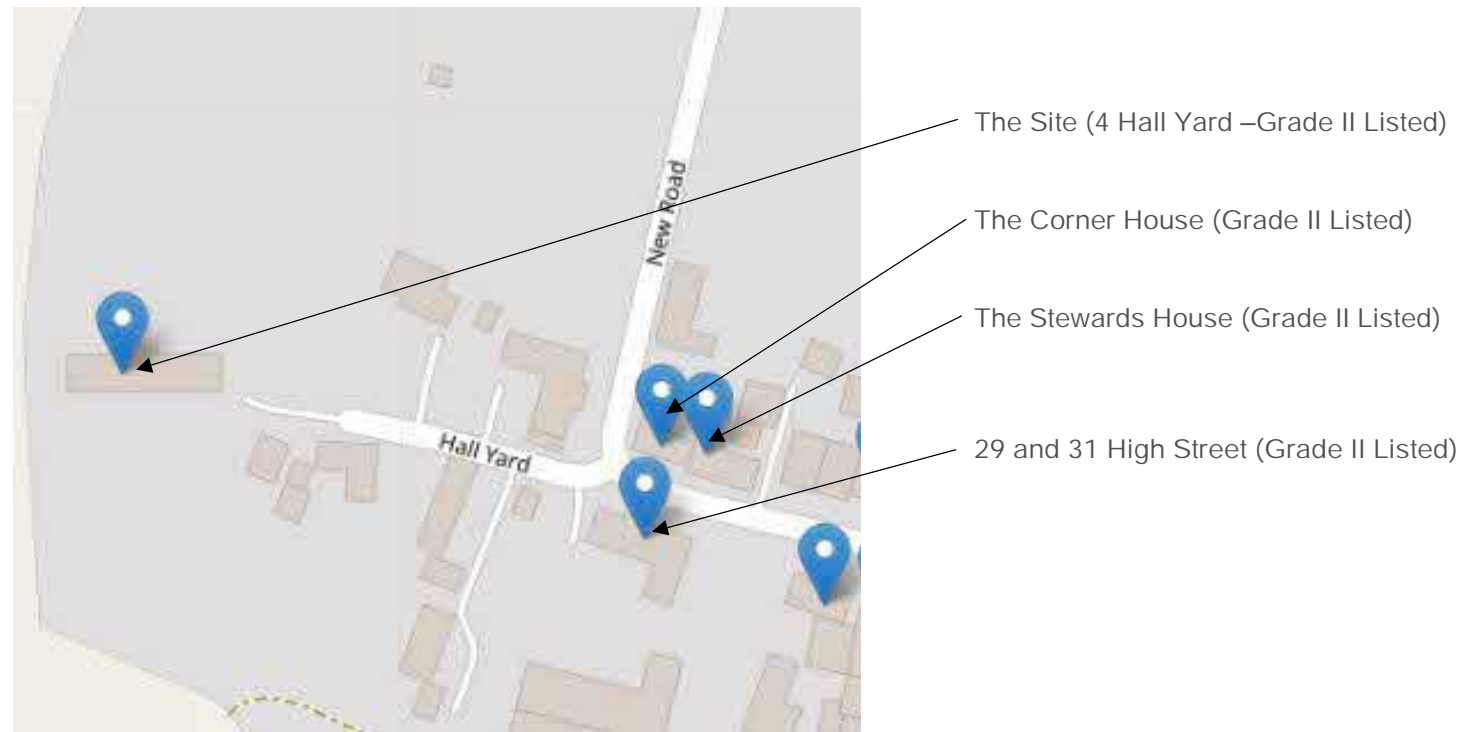 The Site (4 Hall Yard –Grade II Listed)
New Road
The Corner House (Grade II Listed)
The Stewards House (Grade II Listed)
Hall Yard
29 and 31 High Street (Grade II Listed)